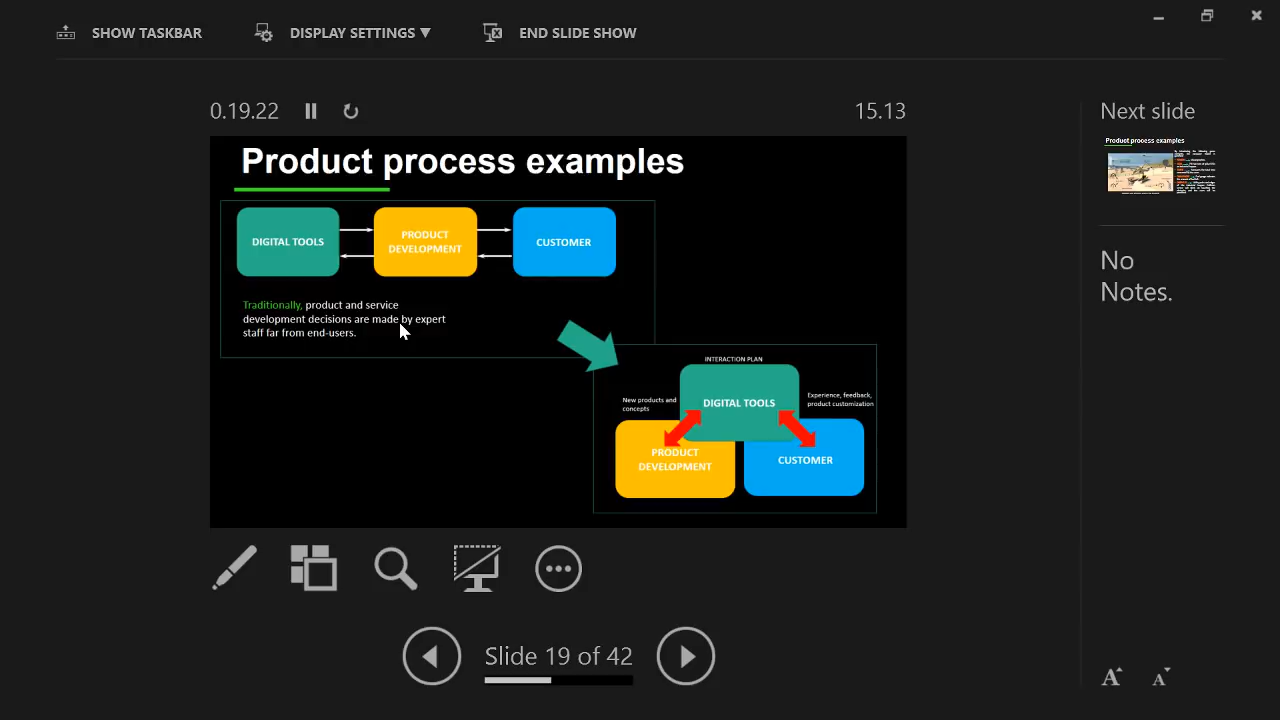 SHOW TASKBAR
DISPLAY SETTINGS ▼
END SLIDE SHOW
0.19.22
15.13
Next slide
Product process examples
DIGITAL TOOLS
PRODUCT
DEVELOPMENT
CUSTOMER
Traditionally, product and service
development decisions are made by expert
staff far from end-users.
INTERACTION PLAN
New products and
concepts
DIGITAL TOOLS
Experience, feedback,
product customization
PRODUCT
DEVELOPMENT
CUSTOMER
Product process examples
No
Notes.
Slide 19 of 42
A
A